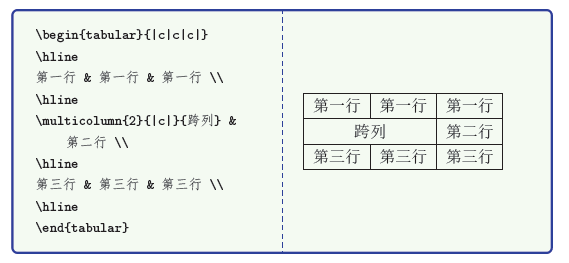 \begin{tabular}{|c|c|c|}
\hline
第一行 & 第一行 & 第一行 \\
\hline
\multicolumn{2}{|c|}{跨列} &
第二行 \\
\hline
第三行 & 第三行 & 第三行 \\
\hline
\end{tabular}
第一行 第一行 第一行
跨列 第二行
第三行 第三行 第三行